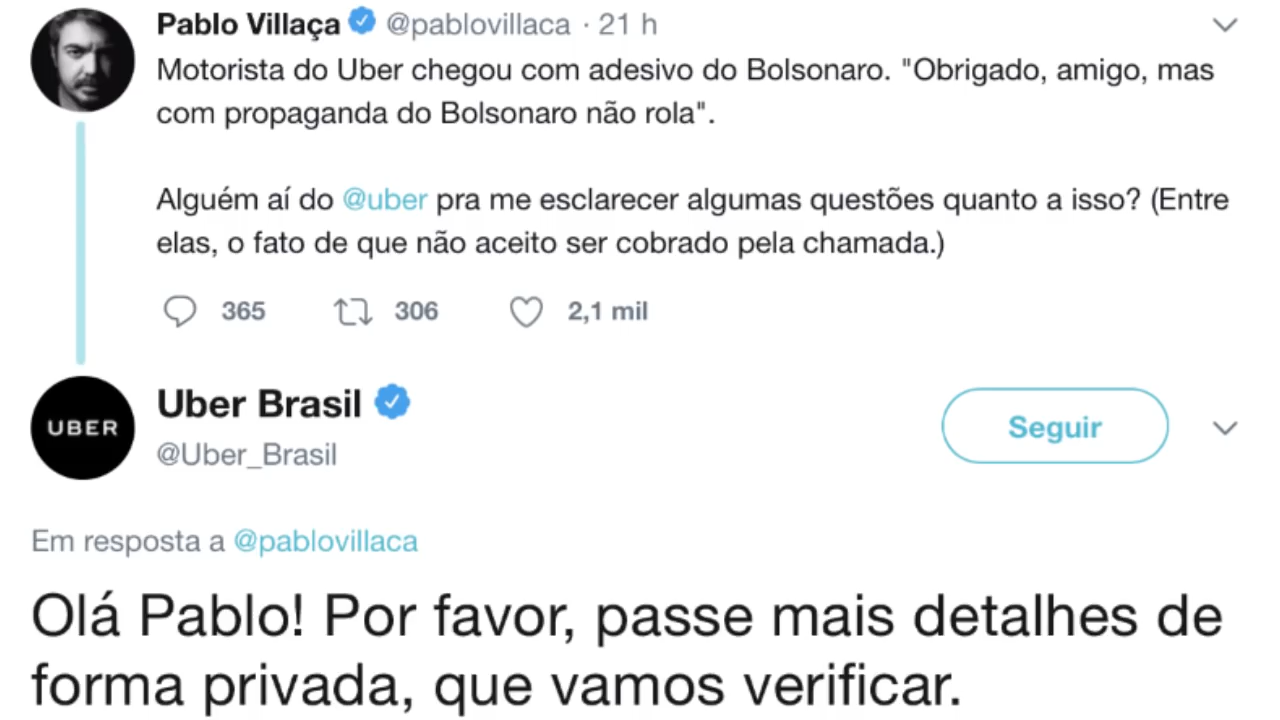 Pablo Villaça @pablovillaca · 21 h
Motorista do Uber chegou com adesivo do Bolsonaro. "Obrigado, amigo, mas
com propaganda do Bolsonaro não rola".
Alguém aí do @uber pra me esclarecer algumas questões quanto a isso? (Entre
elas, o fato de que não aceito ser cobrado pela chamada.)
365 306 2,1 mil
UBER
Uber Brasil
@Uber_Brasil
Seguir
Em resposta a @pablovillaca
Olá Pablo! Por favor, passe mais detalhes de
forma privada, que vamos verificar.